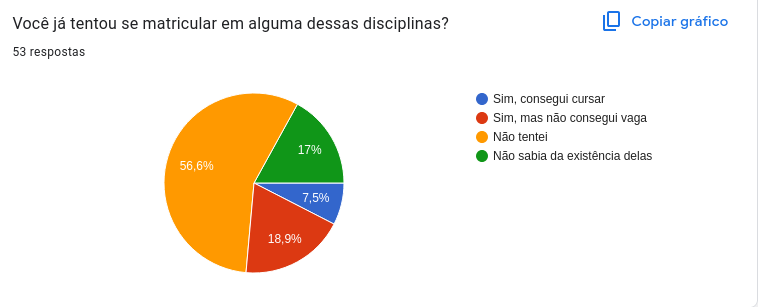 Você já tentou se matricular em alguma dessas disciplinas?
Copiar gráfico
53 respostas
Sim, consegui cursar
Sim, mas não consegui vaga
Não tentei
Não sabia da existência delas
17%
56,6%
7,5%
18,9%